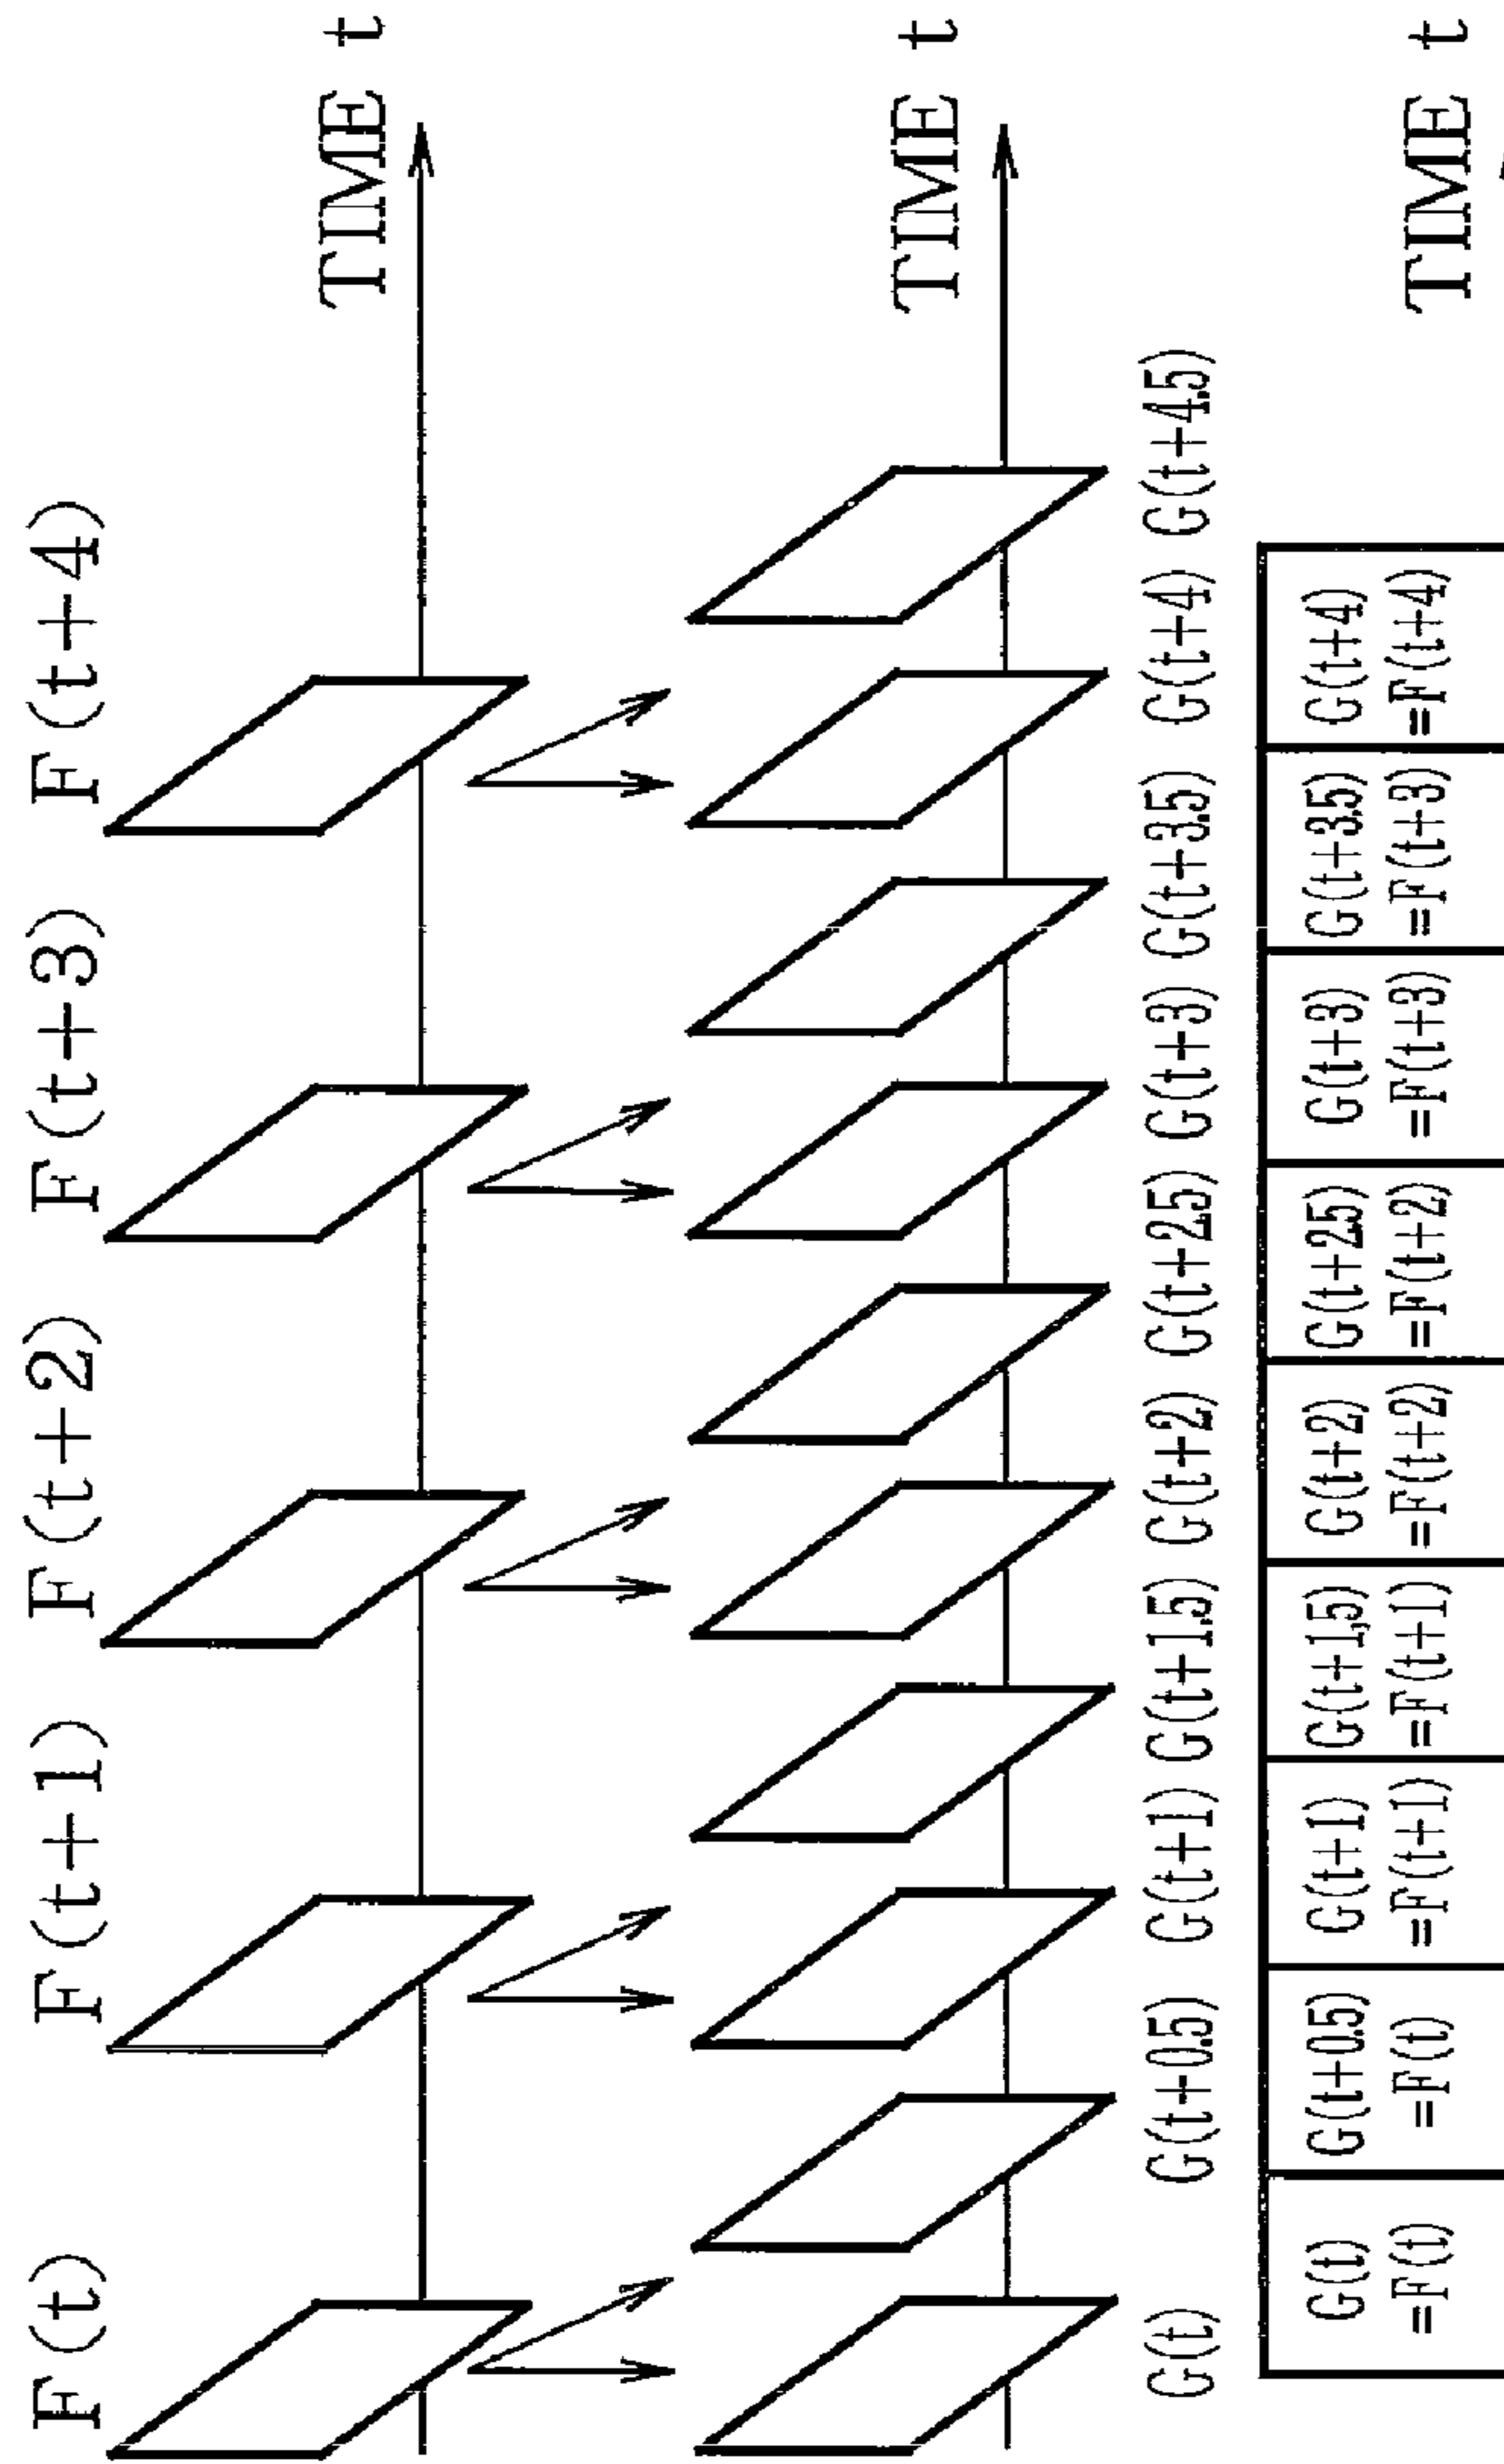 F(t) F(t+1) F(t+2) F(t+3) F(t+4)
TIME t
TIME t
G(t) G(t+0.5) G(t+1) G(t+1.5) G(t+2) G(t+2.5) G(t+3) G(t+3.5) G(t+4) G(t+4.5)
G(t) G(t+0.5) G(t+1) G(t+1,5) G(t+2) G(t+2.5) G(t+3) G(t+3.5) G(t+4)
=F(t) =F(t) =F(t+1) =F(t+1) =F(t+2) =F(t+2) =F(t+3) =F(t+3) =F(t+4)
TIME t